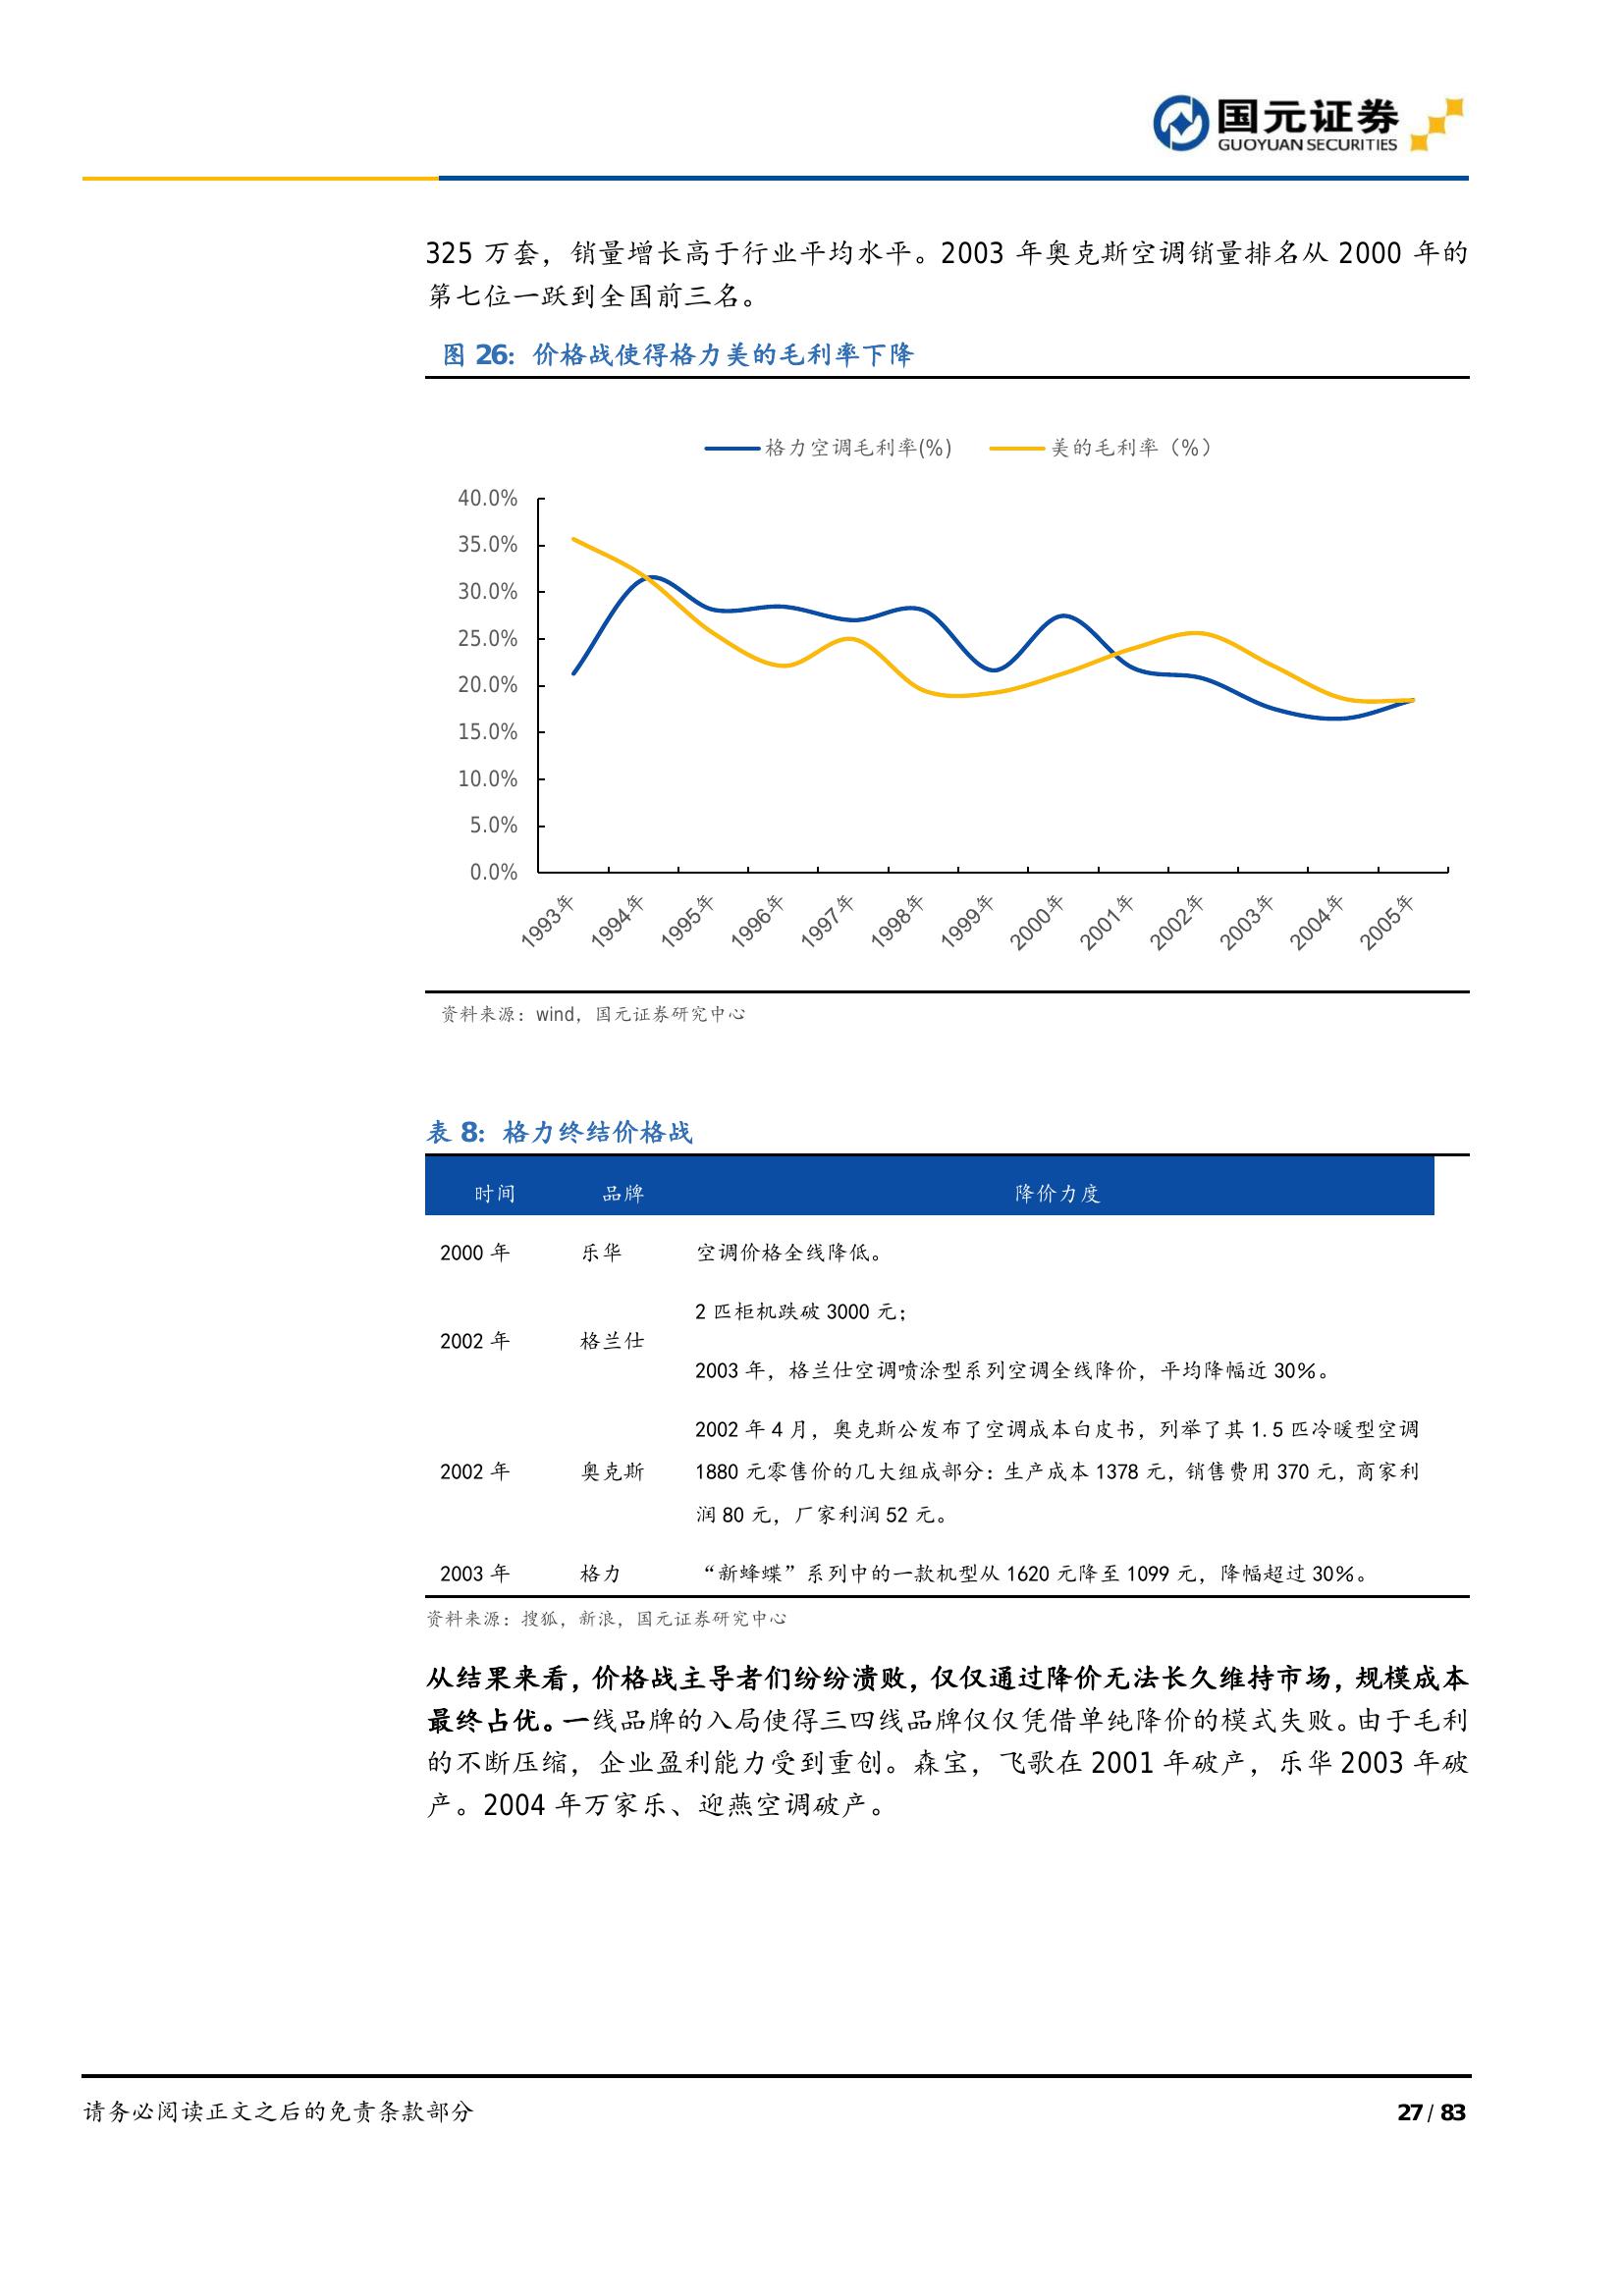 国元证券
GUOYUAN SECURITIES
325 万套，销量增长高于行业平均水平。2003 年奥克斯空调销量排名从 2000 年的
第七位一跃到全国前三名。
图 26：价格战使得格力美的毛利率下降
格力空调毛利率(%) 美的毛利率（%）
40.0%
35.0%
30.0%
25.0%
20.0%
15.0%
10.0%
5.0%
0.0%
1993年 1994年 1995年 1996年 1997年 1998年 1999年 2000年 2001年 2002年 2003年 2004年 2005年
资料来源：wind，国元证券研究中心
表 8：格力终结价格战
时间 品牌 降价力度
2000 年 乐华 空调价格全线降低。
2 匹柜机跌破 3000 元；
2002 年 格兰仕
2003 年，格兰仕空调喷涂型系列空调全线降价，平均降幅近 30%。
2002 年 4 月，奥克斯公发布了空调成本白皮书，列举了其 1.5 匹冷暖型空调
2002 年 奥克斯 1880 元零售价的几大组成部分：生产成本 1378 元，销售费用 370 元，商家利
润 80 元，厂家利润 52 元。
2003 年 格力 “新蜂蝶”系列中的一款机型从 1620 元降至 1099 元，降幅超过 30%。
资料来源：搜狐，新浪，国元证券研究中心
从结果来看，价格战主导者们纷纷溃败，仅仅通过降价无法长久维持市场，规模成本
最终占优。一线品牌的入局使得三四线品牌仅仅凭借单纯降价的模式失败。由于毛利
的不断压缩，企业盈利能力受到重创。森宝，飞歌在 2001 年破产，乐华 2003 年破
产。2004 年万家乐、迎燕空调破产。
请务必阅读正文之后的免责条款部分 27 / 83